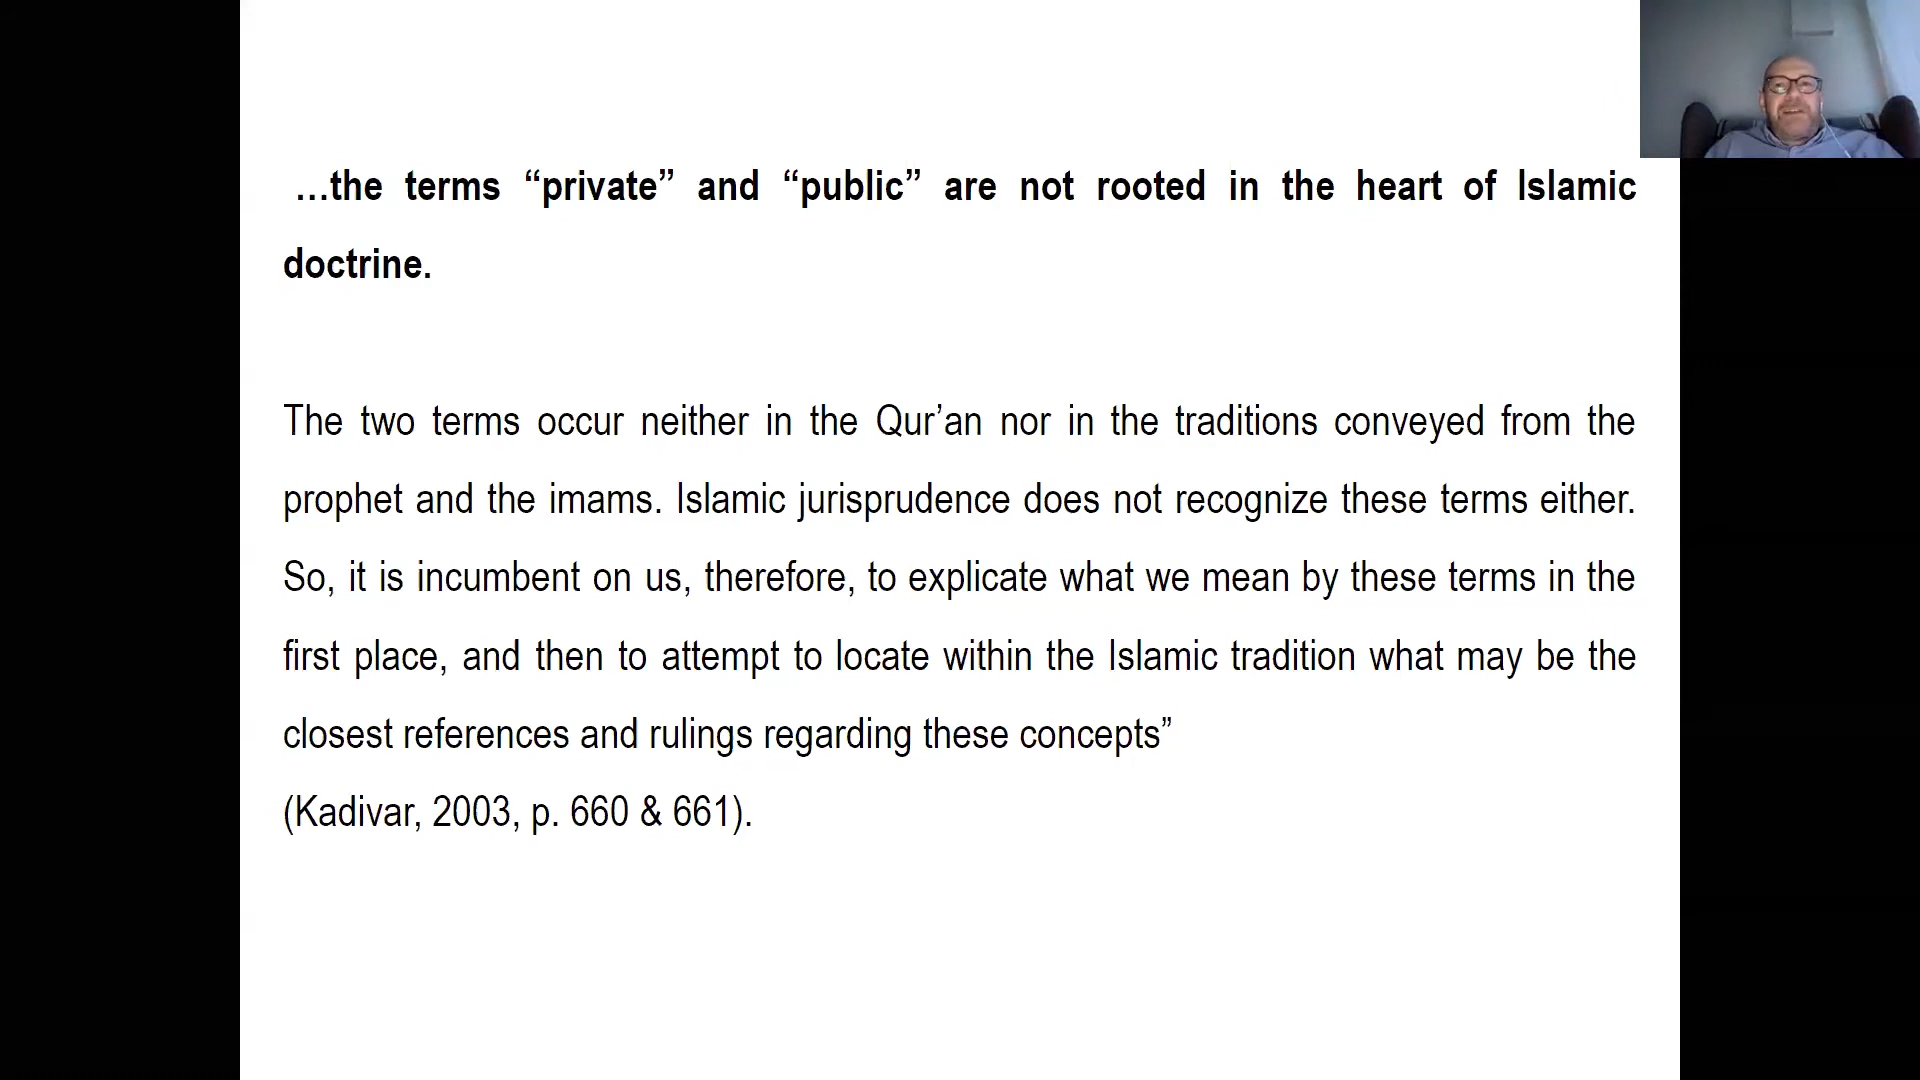 …the terms “private” and “public” are not rooted in the heart of Islamic
doctrine.
The two terms occur neither in the Qur’an nor in the traditions conveyed from the
prophet and the imams. Islamic jurisprudence does not recognize these terms either.
So, it is incumbent on us, therefore, to explicate what we mean by these terms in the
first place, and then to attempt to locate within the Islamic tradition what may be the
closest references and rulings regarding these concepts”
(Kadivar, 2003, p. 660 & 661).